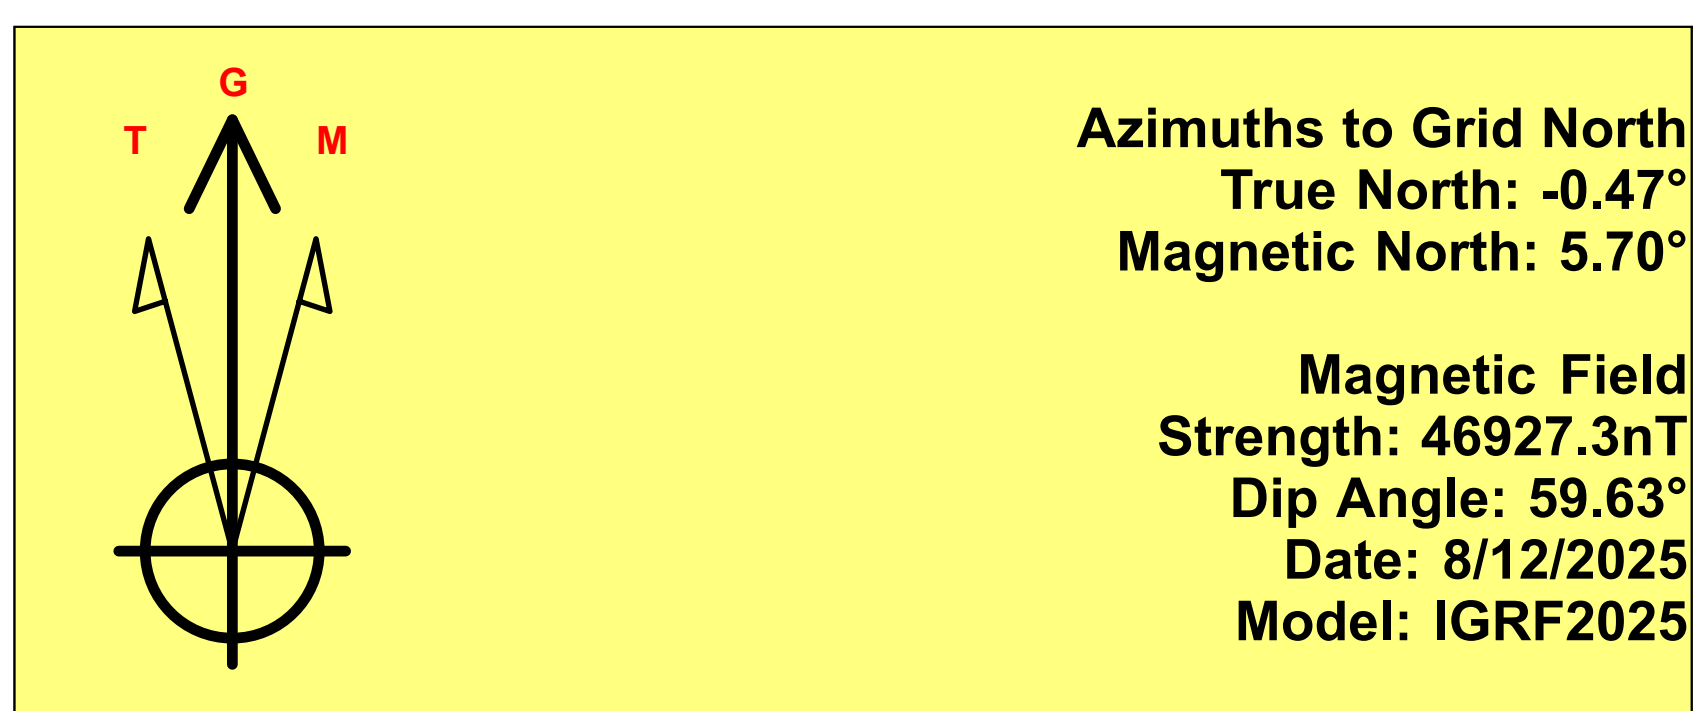 G
T M
Azimuths to Grid North
True North: -0.47°
Magnetic North: 5.70°
Magnetic Field
Strength: 46927.3nT
Dip Angle: 59.63°
Date: 8/12/2025
Model: IGRF2025